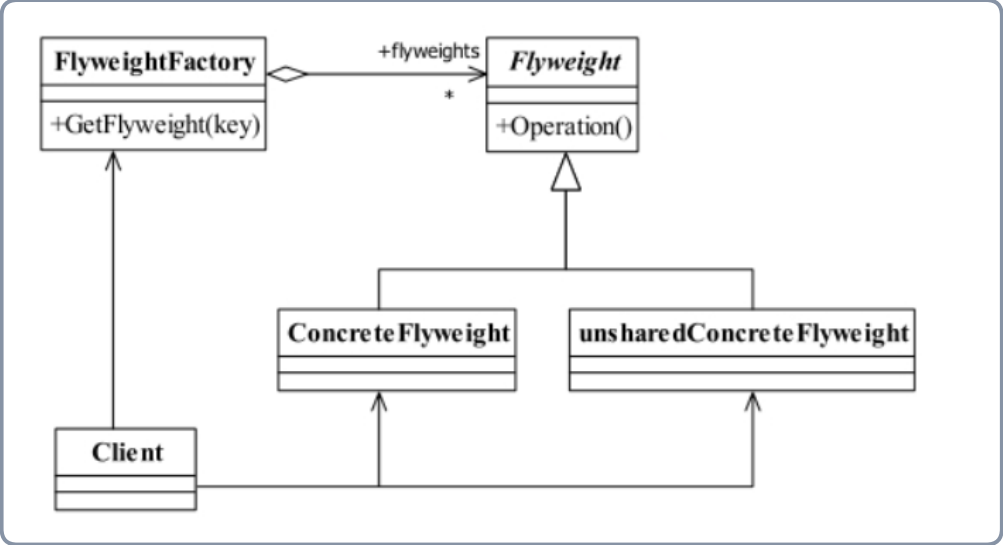 FlyweightFactory
+GetFlyweight(key)
+flyweights
*
Flyweight
+Operation()
ConcreteFlyweight
unsharedConcreteFlyweight
Client